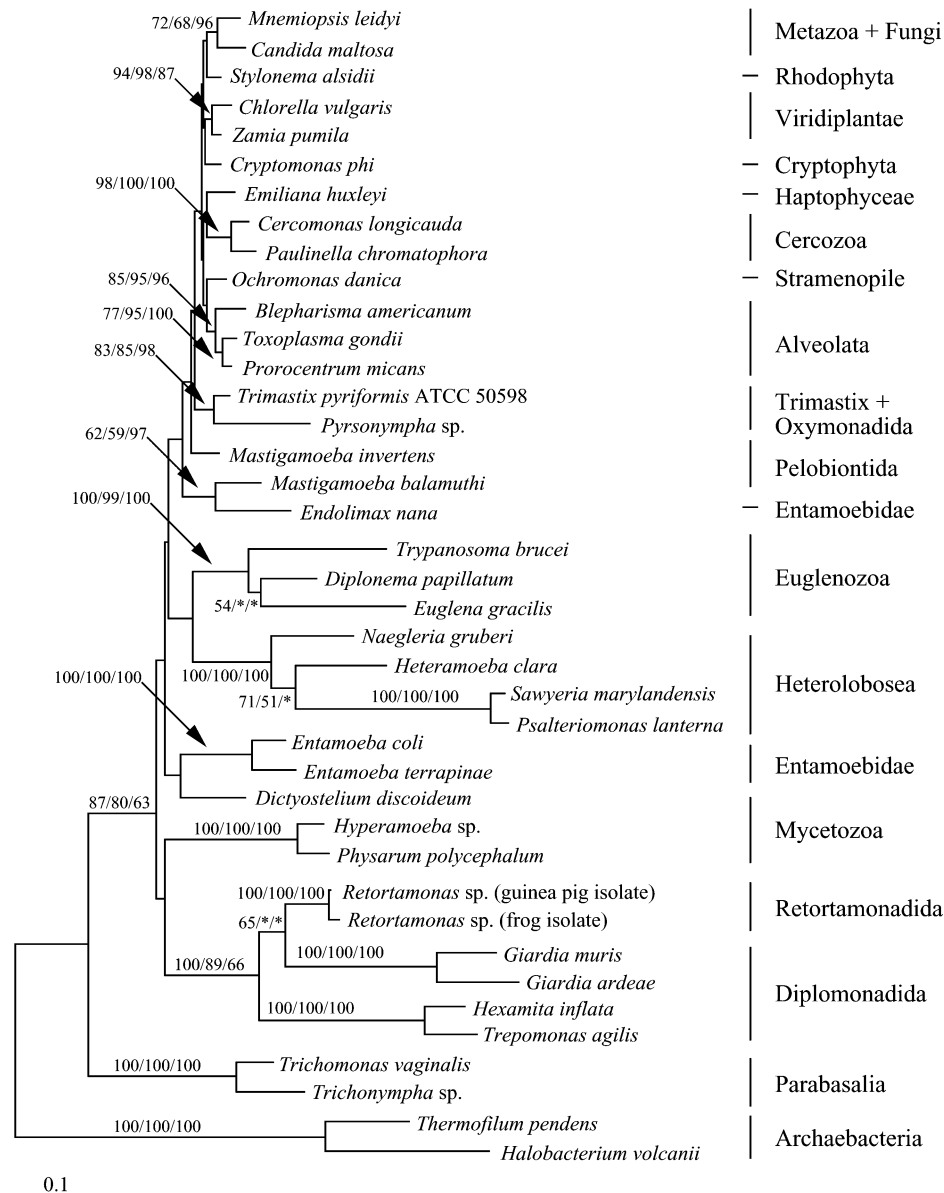 72/68/96
Mnemiopsis leidyi
Candida maltosa
Metazoa + Fungi
94/98/87
Stylonema alsidii
Rhodophyta
Chlorella vulgaris
Zamia pumila
Viridiplantae
Cryptomonas phi
Cryptophyta
98/100/100
Emiliana huxleyi
Haptophyceae
Cercomonas longicauda
Paulinella chromatophora
Cercozoa
85/95/96
Ochromonas danica
Stramenopile
77/95/100
Blepharisma americanum
Toxoplasma gondii
Prorocentrum micans
Alveolata
83/85/98
Trimastix pyriformis ATCC 50598
Pyrsonympha sp.
Trimastix +
Oxymonadida
62/59/97
Mastigamoeba invertens
Mastigamoeba balamuthi
Pelobiontida
Endolimax nana
Entamoebidae
100/99/100
Trypanosoma brucei
Diplonema papillatum
54/*/*
Euglena gracilis
Euglenozoa
Naegleria gruberi
100/100/100
Heteramoeba clara
71/51/*
100/100/100
Sawyeria marylandensis
Psalteriomonas lanterna
Heterolobosea
100/100/100
Entamoeba coli
Entamoeba terrapinae
Entamoebidae
Dictyostelium discoideum
87/80/63
100/100/100
Hyperamoeba sp.
Physarum polycephalum
Mycetozoa
100/100/100
Retortamonas sp. (guinea pig isolate)
65/*/*
Retortamonas sp. (frog isolate)
Retortamonadida
100/89/66
100/100/100
Giardia muris
Giardia ardeae
100/100/100
Hexamita inflata
Trepomonas agilis
Diplomonadida
100/100/100
Trichomonas vaginalis
Trichonympha sp.
Parabasalia
100/100/100
Thermofilum pendens
Halobacterium volcanii
Archaebacteria
0.1